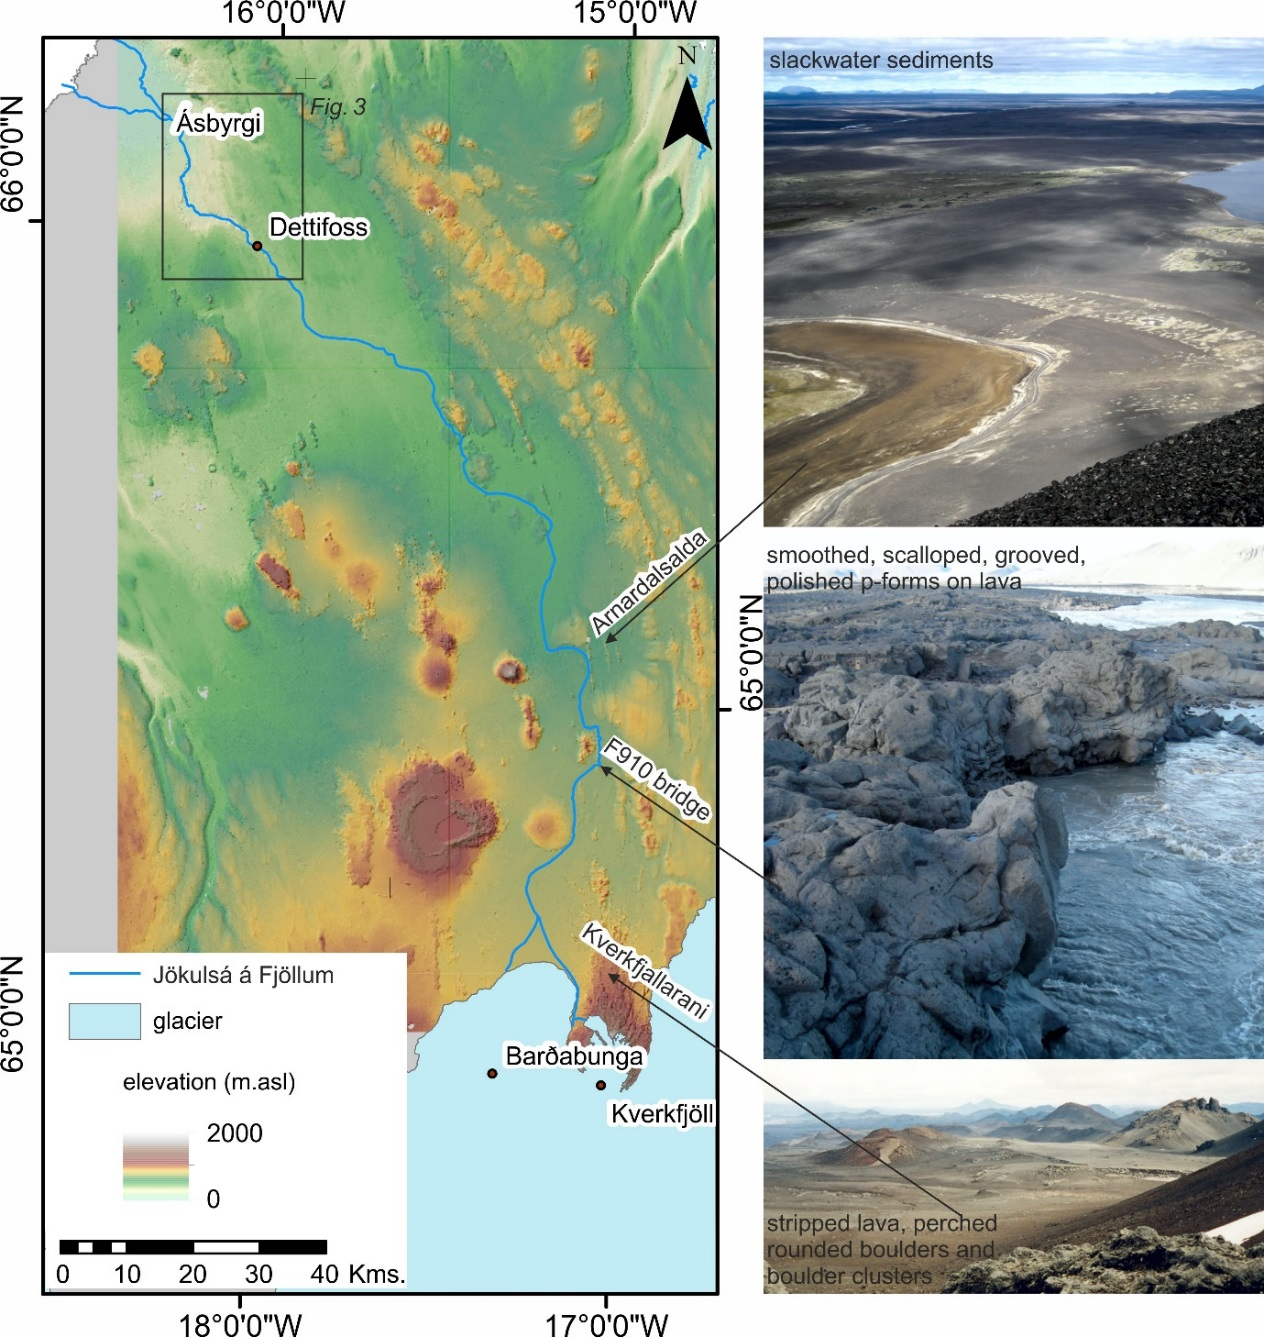 16°0'0"W
15°0'0"W
N
66°0'0"N
Fig. 3
Ásbyrgi
Dettifoss
Arnardalsalda
65°0'0"N
F910 bridge
Kverkfjallarani
65°0'0"N
Jökulsá á Fjöllum
glacier
elevation (m.asl)
2000
0
0 10 20 30 40 Kms.
Barðabunga
Kverkfjöll
18°0'0"W
17°0'0"W
slackwater sediments
smoothed, scalloped, grooved,
polished p-forms on lava
stripped lava, perched
rounded boulders and
boulder clusters